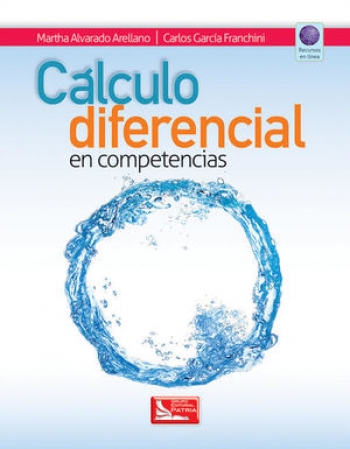 Martha Alvarado Arellano | Carlos García Franchini
Recursos
en línea
Cálculo
diferencial
en competencias
GRUPO EDITORIAL
PATRIA